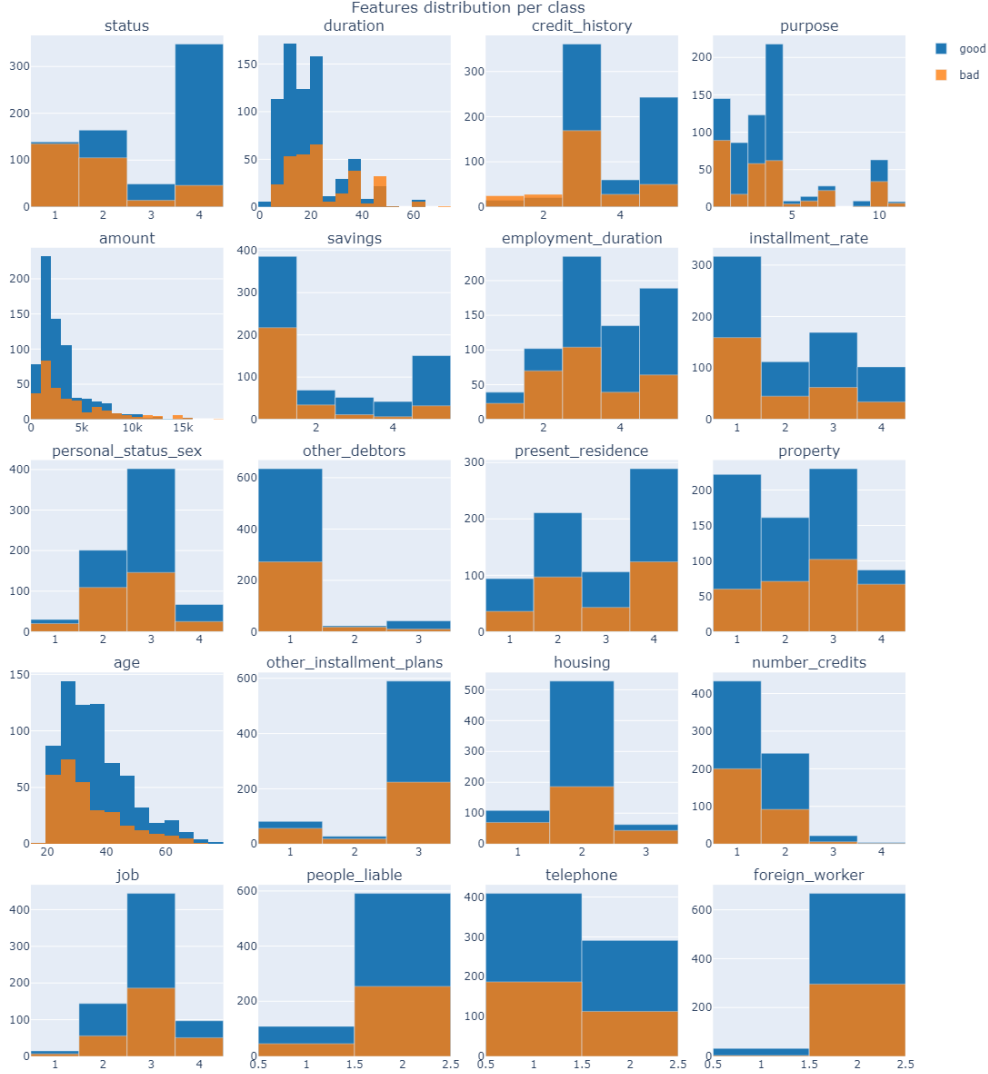 Features distribution per class
status
duration
credit_history
purpose
good
bad
300
200
100
0
1 2 3 4
150
100
50
0
0 20 40 60
300
200
100
0
2 4
200
150
100
50
0
5 10
amount
savings
employment_duration
installment_rate
200
150
100
50
0
0 5k 10k 15k
400
300
200
100
0
2 4
200
150
100
50
0
1 2 3 4
300
200
100
0
1 2 3 4
personal_status_sex
other_debtors
present_residence
property
400
300
200
100
0
1 2 3 4
600
400
200
0
1 2 3
300
200
100
0
1 2 3 4
200
150
100
50
0
1 2 3 4
age
other_installment_plans
housing
number_credits
150
100
50
0
20 40 60
600
400
200
0
1 2 3
500
400
300
200
100
0
1 2 3
400
300
200
100
0
1 2 3 4
job
people_liable
telephone
foreign_worker
400
300
200
100
0
1 2 3 4
600
400
200
0
0.5 1 1.5 2 2.5
400
300
200
100
0
0.5 1 1.5 2 2.5
600
400
200
0
0.5 1 1.5 2 2.5